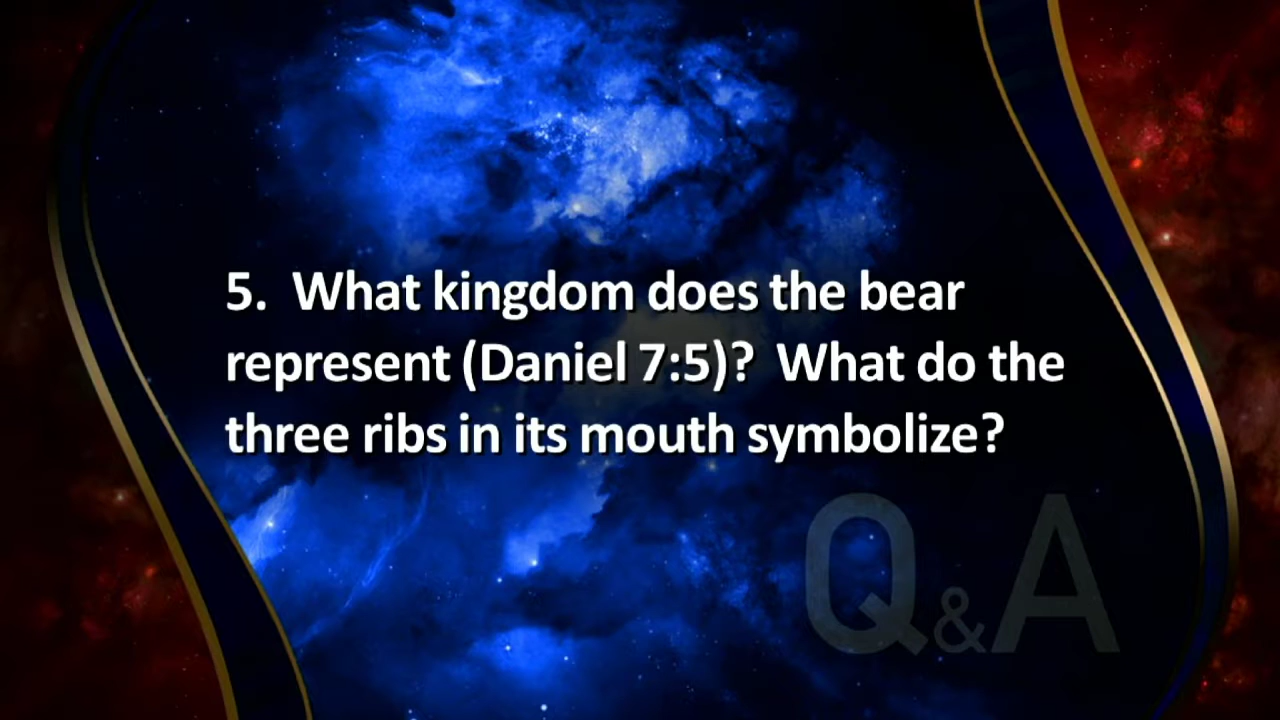 5.  What kingdom does the bear
represent (Daniel 7:5)?  What do the
three ribs in its mouth symbolize?
Q&A